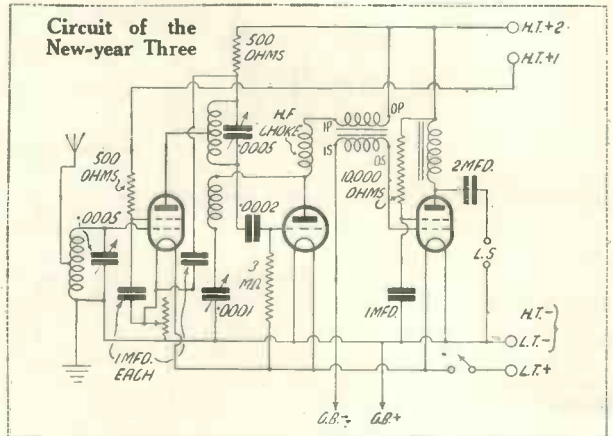 Circuit of the
New-year Three
500
OHMS
H.T.+2
H.T.+1
500
OHMS
.0005
.0005
H.F.
CHOKE
IP
OP
IS
OS
10,000
OHMS
2MFD.
.0002
3
MΩ
.0001
1MFD.
EACH
1MFD.
L.S
H.T.-
L.T.-
L.T.+
G.B.-
G.B.+